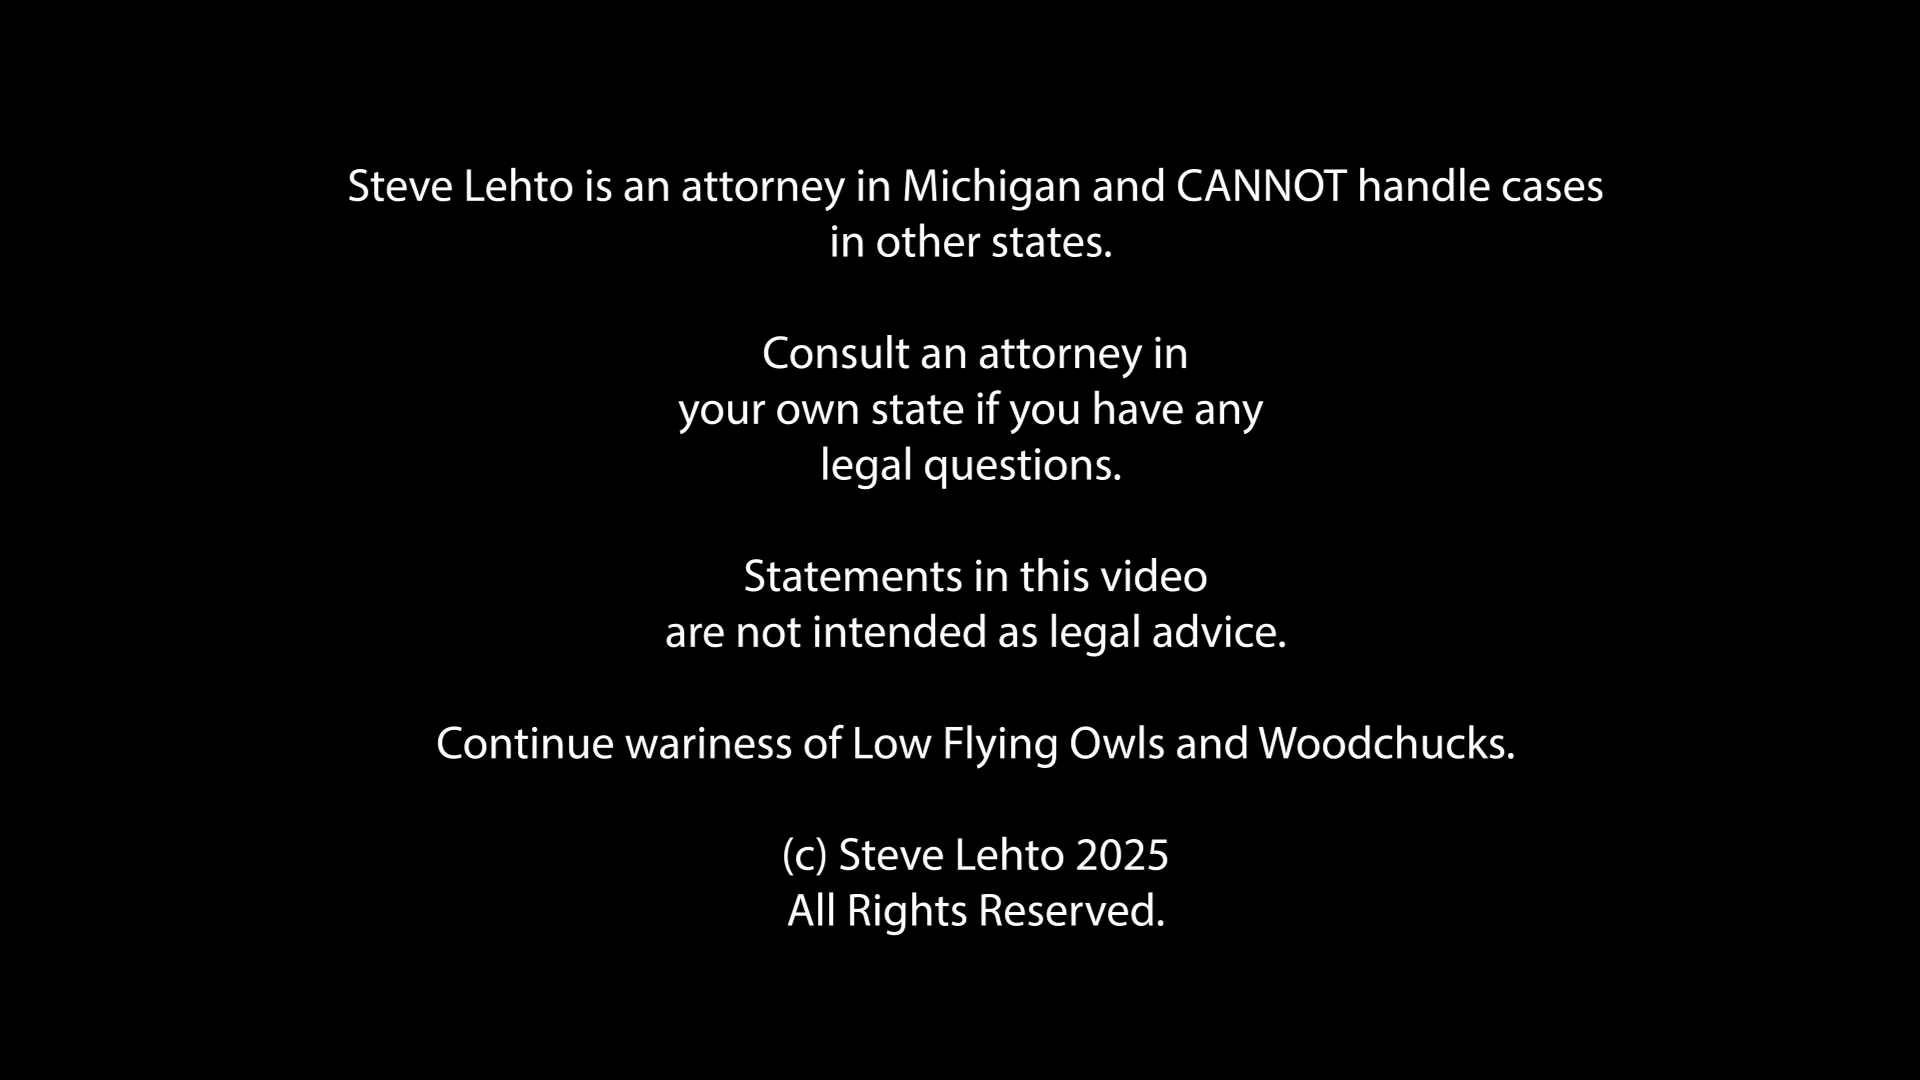 Steve Lehto is an attorney in Michigan and CANNOT handle cases
in other states.
Consult an attorney in
your own state if you have any
legal questions.
Statements in this video
are not intended as legal advice.
Continue wariness of Low Flying Owls and Woodchucks.
(c) Steve Lehto 2025
All Rights Reserved.